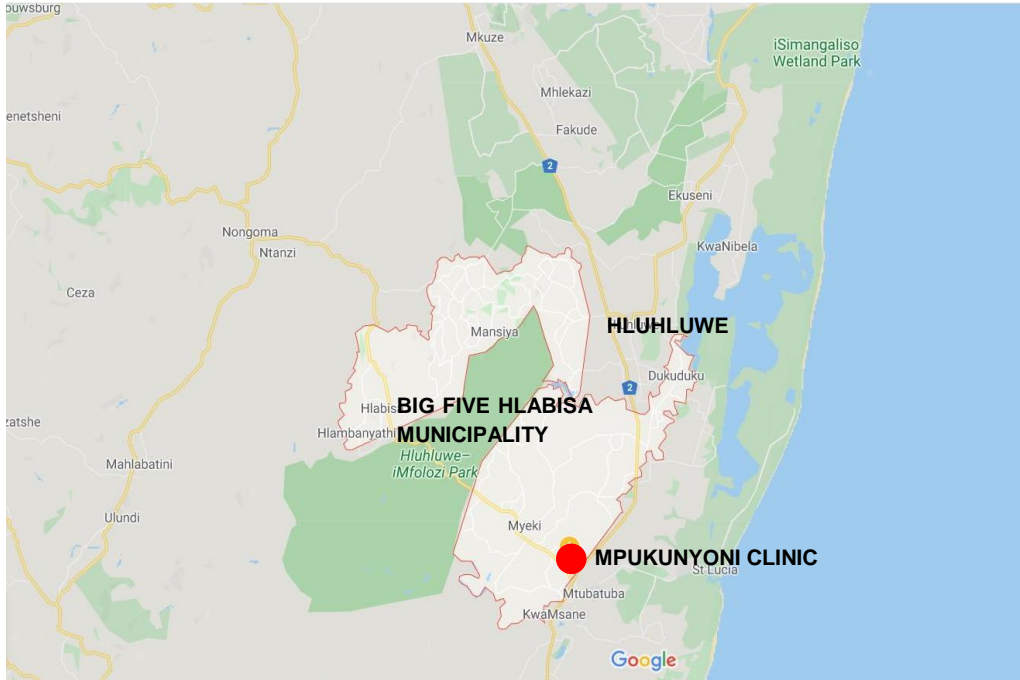 ouwsburg
Mkuze
iSimangaliso
Wetland Park
Mhlekazi
enetsheni
Fakude
2
Ekuseni
Nongoma
KwaNibela
Ntanzi
Ceza
HLUHLUWE
Mansiya
Dukuduku
2
Hlabis
BIG FIVE HLABISA
MUNICIPALITY
zatshe
Hlambanyathi
Hluhluwe–
iMfolozi Park
Mahlabatini
Ulundi
Myeki
MPUKUNYONI CLINIC
St Lucia
Mtubatuba
KwaMsane
Google